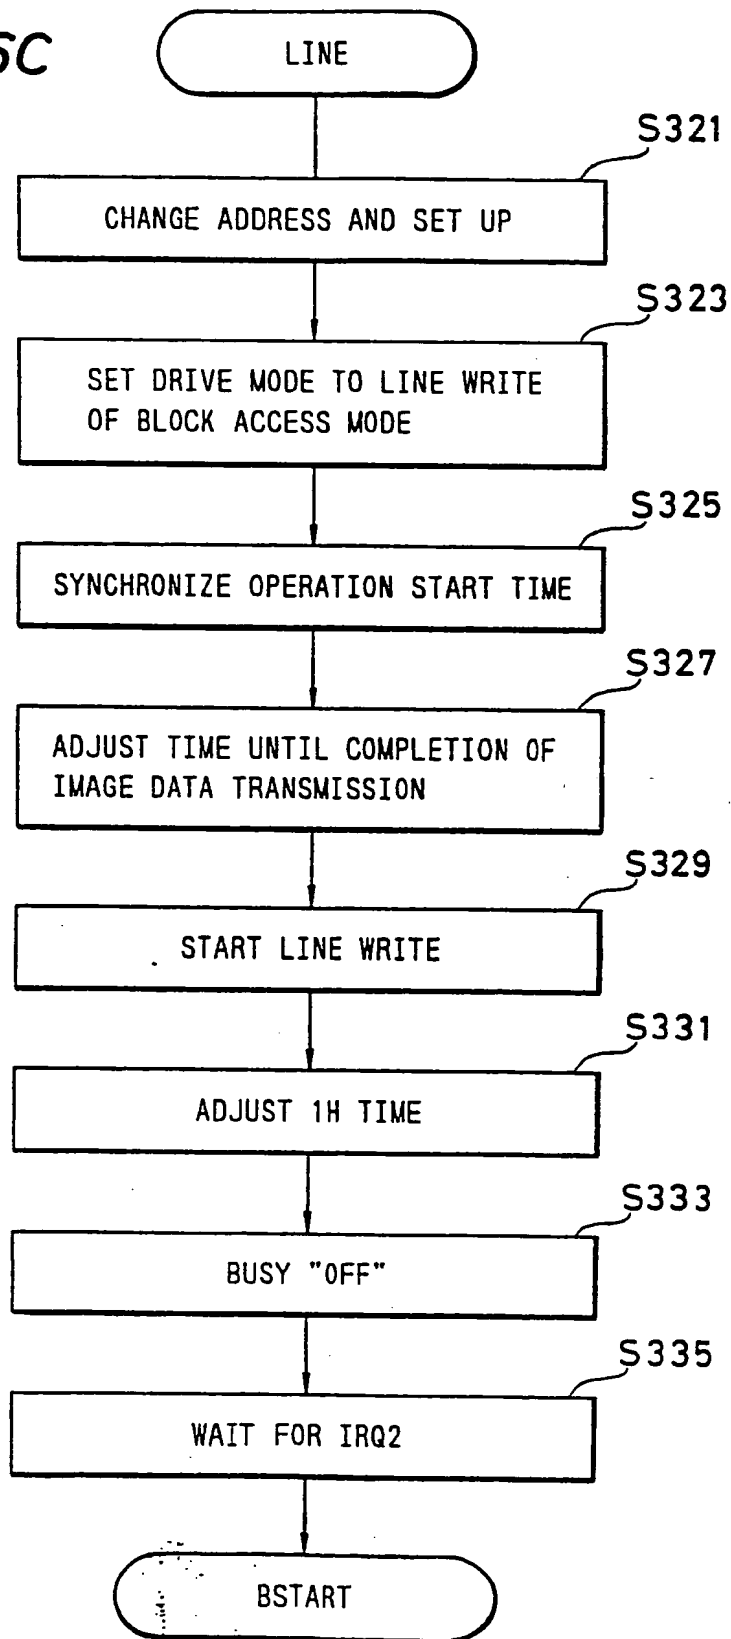 6C
LINE
S321
CHANGE ADDRESS AND SET UP
S323
SET DRIVE MODE TO LINE WRITE
OF BLOCK ACCESS MODE
S325
SYNCHRONIZE OPERATION START TIME
S327
ADJUST TIME UNTIL COMPLETION OF
IMAGE DATA TRANSMISSION
S329
START LINE WRITE
S331
ADJUST 1H TIME
S333
BUSY "OFF"
S335
WAIT FOR IRQ2
BSTART